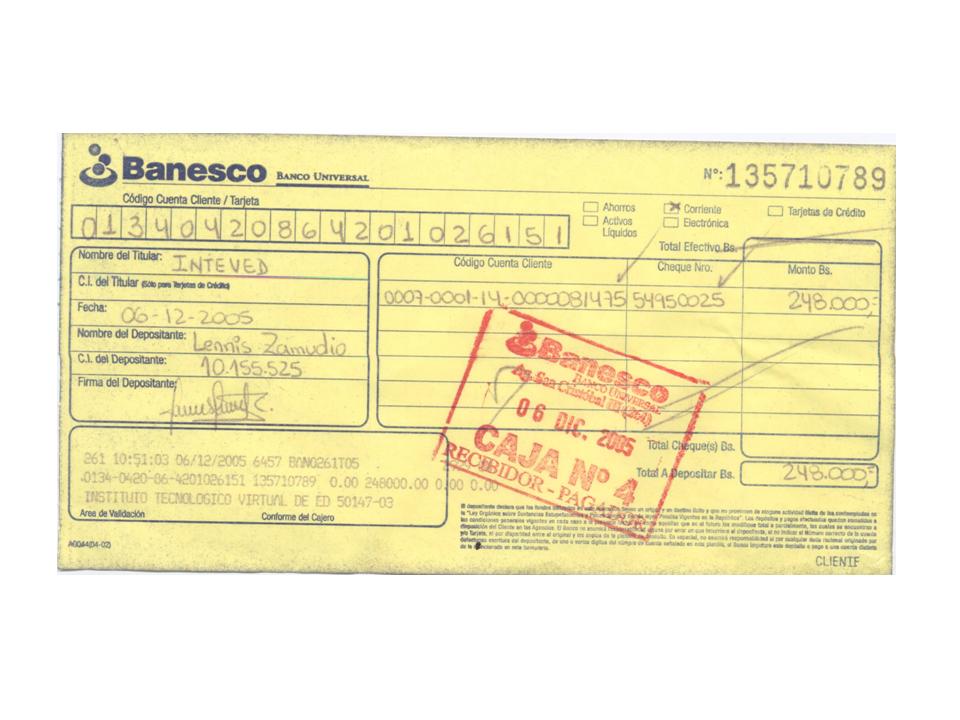 Banesco BANCO UNIVERSAL
Nº: 135710789
Código Cuenta Cliente / Tarjeta
01340420864201026151
Ahorros
Corriente
Tarjetas de Crédito
Activos Líquidos
Electrónica
Total Efectivo Bs.
Nombre del Titular: INTEVED
C.I. del Titular (Sólo para Tarjetas de Crédito)
Fecha: 06-12-2005
Nombre del Depositante: Lennis Zamudio
C.I. del Depositante: 10.155.525
Firma del Depositante:
Código Cuenta Cliente
Cheque Nro.
Monto Bs.
0007-0001-14-0000081475 54950025 248.000,-
Banesco
BANCO UNIVERSAL
Ag. San Cristóbal III (264)
06 DIC. 2005
CAJA Nº 4
RECIBIDOR - PAGADOR
Total Cheque(s) Bs.
Total A Depositar Bs. 248.000,-
261 10:51:03 06/12/2005 6457 BAN0261T05
.0134-0420-86-4201026151 135710789 0.00 248000.00 0.00 0.00
INSTITUTO TECNOLOGICO VIRTUAL DE ED 50147-03
Area de Validación
Conforme del Cajero
CLIENTE